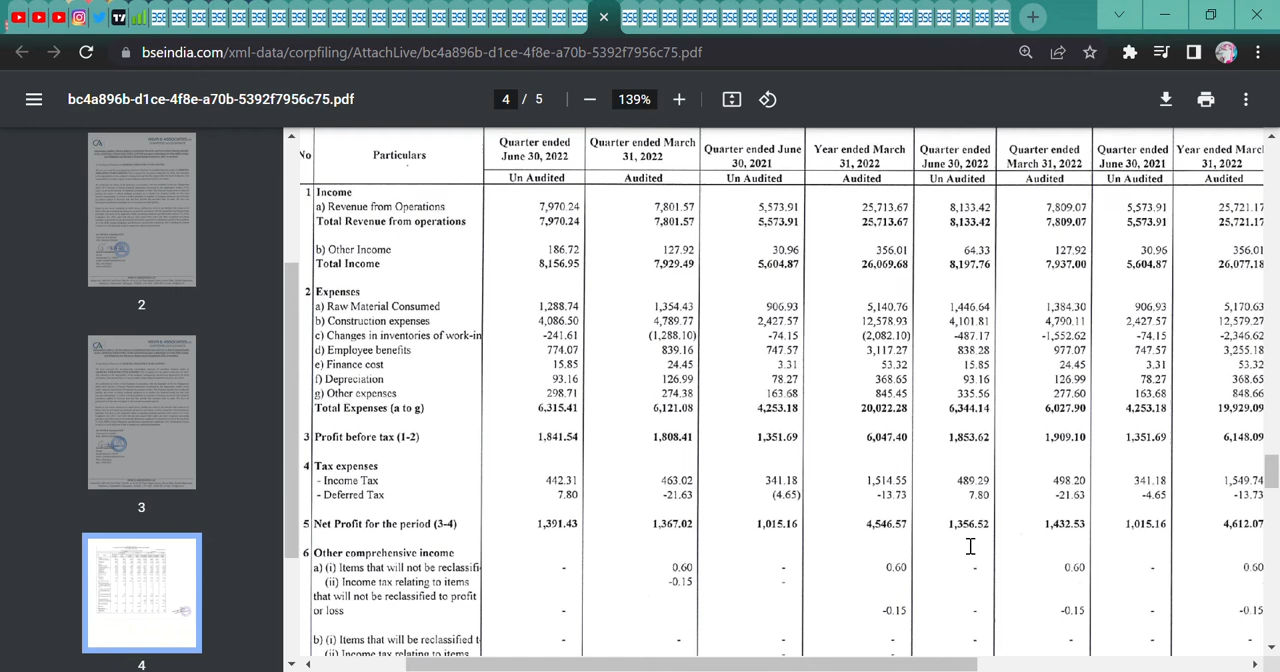 bseindia.com/xml-data/corpfiling/AttachLive/bc4a896b-d1ce-4f8e-a70b-5392f7956c75.pdf
bc4a896b-d1ce-4f8e-a70b-5392f7956c75.pdf 4 / 5 139%
2
3
4
No Particulars Quarter ended June 30, 2022 Quarter ended March 31, 2022 Quarter ended June 30, 2021 Year ended March 31, 2022 Quarter ended June 30, 2022 Quarter ended March 31, 2022 Quarter ended June 30, 2021 Year ended March 31, 2022
Un Audited Audited Un Audited Audited Un Audited Audited Un Audited Audited
1 Income
a) Revenue from Operations 7,970.24 7,801.57 5,573.91 25,713.67 8,133.42 7,809.07 5,573.91 25,721.17
Total Revenue from operations 7,970.24 7,801.57 5,573.91 25,713.67 8,133.42 7,809.07 5,573.91 25,721.17
b) Other Income 186.72 127.92 30.96 356.01 64.33 127.92 30.96 356.01
Total Income 8,156.95 7,929.49 5,604.87 26,069.68 8,197.76 7,937.00 5,604.87 26,077.18
2 Expenses
a) Raw Material Consumed 1,288.74 1,354.43 906.93 5,140.76 1,446.64 1,384.30 906.93 5,170.63
b) Construction expenses 4,086.50 4,789.77 2,427.57 12,578.93 4,101.81 4,790.11 2,427.57 12,579.27
c) Changes in inventories of work-in -241.61 (1,288.10) -74.15 (2,082.10) -487.17 -1,552.62 -74.15 -2,346.62
d) Employee benefits 774.07 839.16 747.57 3,117.27 838.28 977.07 747.57 3,255.18
e) Finance cost 15.85 24.45 3.31 53.32 15.85 24.45 3.31 53.32
f) Depreciation 93.16 126.99 78.27 368.65 93.16 126.99 78.27 368.65
g) Other expenses 298.71 274.38 163.68 845.45 335.56 277.60 163.68 848.66
Total Expenses (a to g) 6,315.41 6,121.08 4,253.18 20,022.28 6,344.14 6,027.90 4,253.18 19,929.09
3 Profit before tax (1-2) 1,841.54 1,808.41 1,351.69 6,047.40 1,853.62 1,909.10 1,351.69 6,148.09
4 Tax expenses
- Income Tax 442.31 463.02 341.18 1,514.55 489.29 498.20 341.18 1,549.74
- Deferred Tax 7.80 -21.63 (4.65) -13.73 7.80 -21.63 -4.65 -13.73
5 Net Profit for the period (3-4) 1,391.43 1,367.02 1,015.16 4,546.57 1,356.52 1,432.53 1,015.16 4,612.07
6 Other comprehensive income
a) (i) Items that will not be reclassifi - 0.60 - 0.60 - 0.60 - 0.60
(ii) Income tax relating to items -0.15 -
that will not be reclassified to profit
or loss - -0.15 - -0.15 - -0.15
b) (i) Items that will be reclassified t - - - - - - - -
(ii) Income tax relating to items